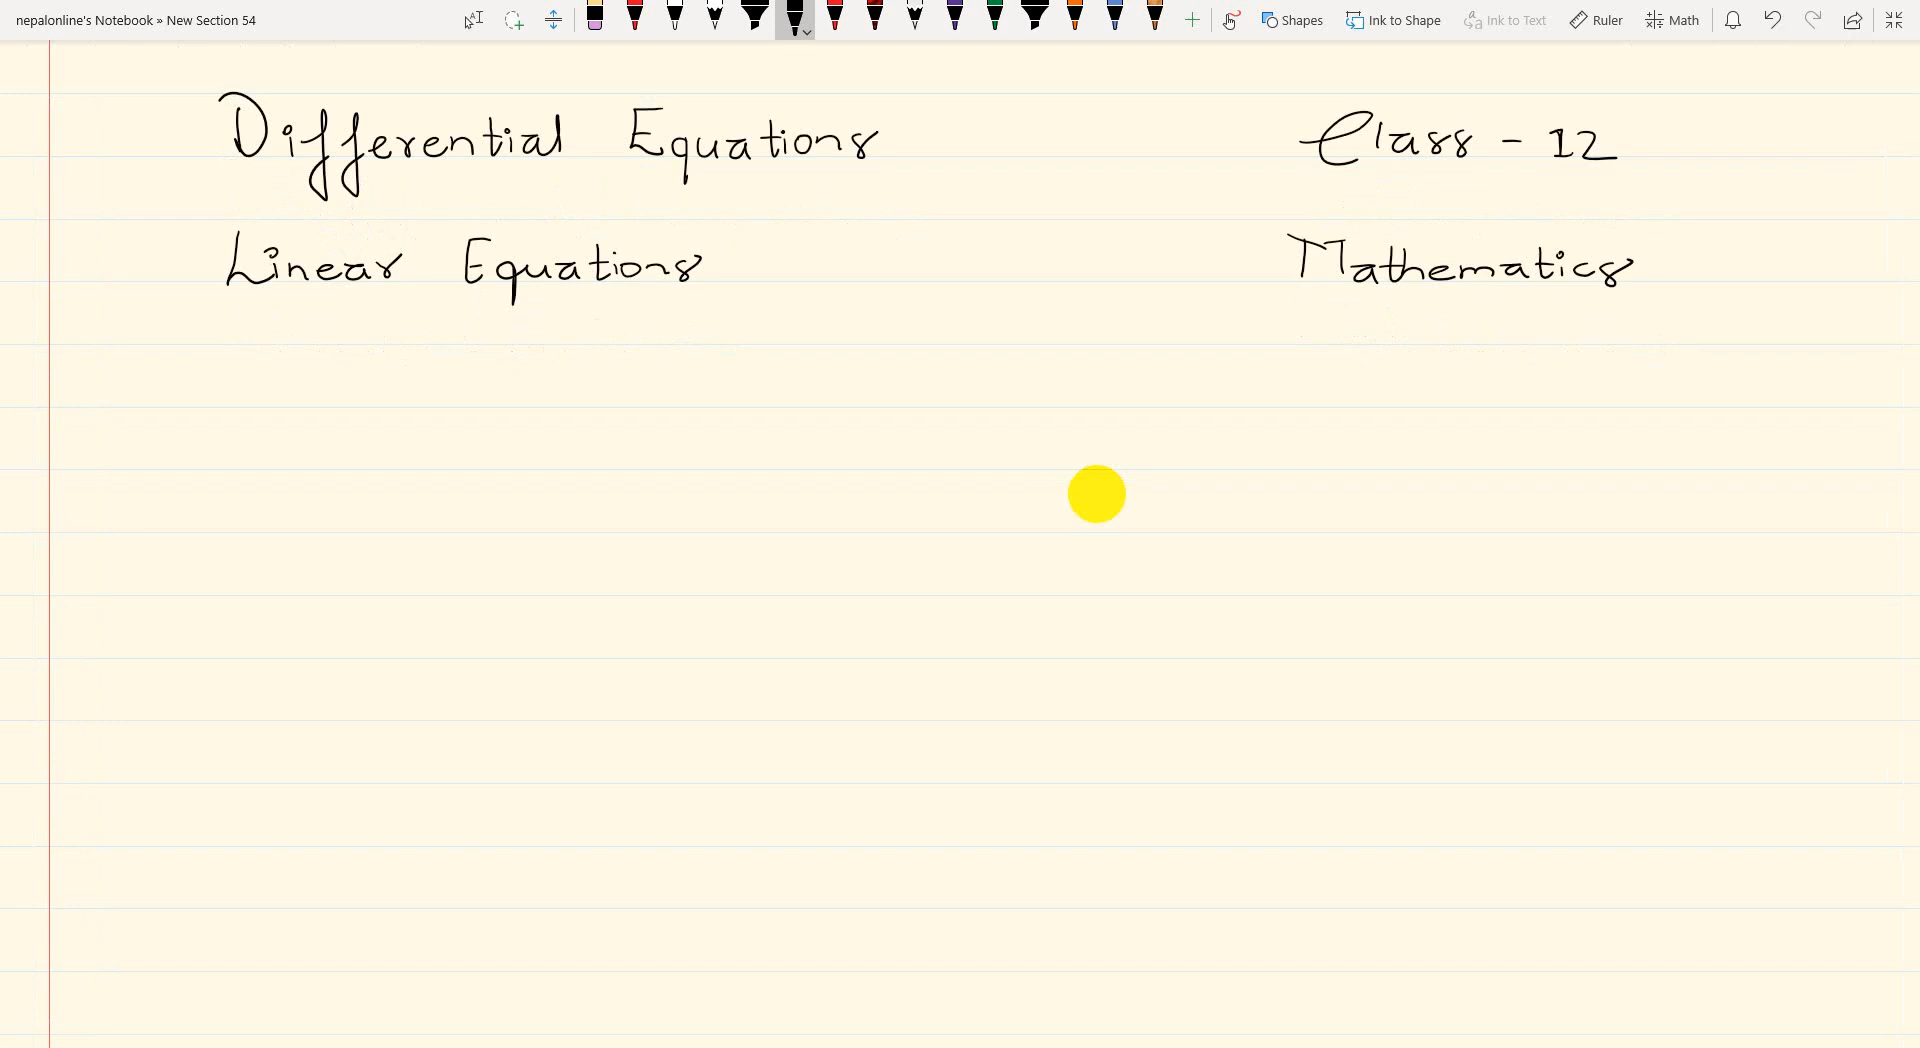 nepalonline's Notebook » New Section 54
Shapes Ink to Shape Ink to Text Ruler Math
Differential Equations Class - 12
Linear Equations Mathematics